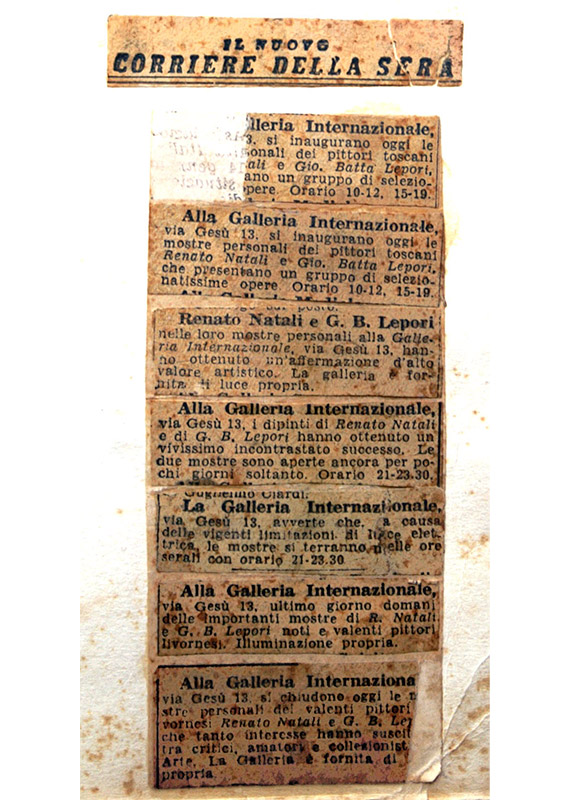 IL NUOVO
CORRIERE DELLA SERA
lleria Internazionale,
3, si inaugurano oggi le
onali dei pittori toscani
ali e Gio. Batta Lepori,
ano un gruppo di selezio-
opere. Orario 10-12, 15-19.
Alla Galleria Internazionale,
via Gesù 13, si inaugurano oggi le
mostre personali dei pittori toscani
Renato Natali e Gio. Batta Lepori,
che presentano un gruppo di selezio-
natissime opere. Orario 10-12, 15-19.
Renato Natali e G. B. Lepori
nelle loro mostre personali alla Galle-
ria Internazionale, via Gesù 13, han-
no ottenuto un'affermazione d'alto
valore artistico. La galleria è for-
nita di luce propria.
Alla Galleria Internazionale,
via Gesù 13, i dipinti di Renato Natali
e di G. B. Lepori hanno ottenuto un
vivissimo incontrastato successo. Le
due mostre sono aperte ancora per po-
chi giorni soltanto. Orario 21-23.30.
Guglielmo Ciardi.
La Galleria Internazionale,
via Gesù 13, avverte che, a causa
delle vigenti limitazioni di luce elet-
trica, le mostre si terranno nelle ore
serali con orario 21-23.30
Alla Galleria Internazionale,
via Gesù 13, ultimo giorno domani
delle importanti mostre di R. Natali
e G. B. Lepori noti e valenti pittori
livornesi. Illuminazione propria.
Alla Galleria Internaziona
via Gesù 13, si chiudono oggi le
stre personali dei valenti pittori
vornesi Renato Natali e G. B. Le
che tanto interesse hanno suscit
tra critici, amatori e collezionist
Arte. La Galleria è fornita di
propria